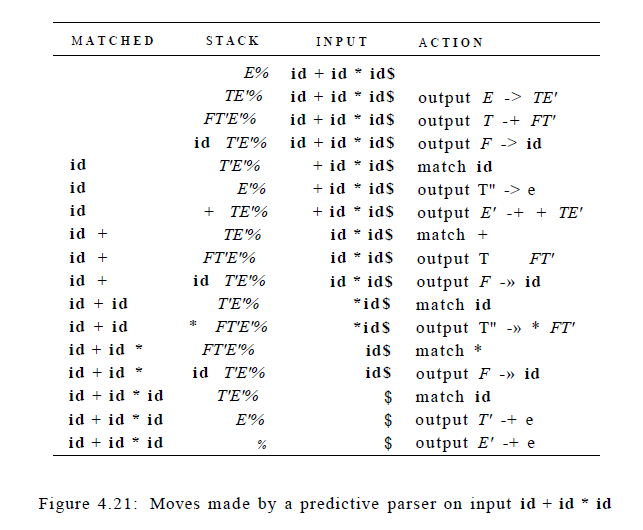 MATCHED STACK INPUT ACTION
E% id + id * id$
TE'% id + id * id$ output E -> TE'
FT'E'% id + id * id$ output T -+ FT'
id T'E'% id + id * id$ output F -> id
id T'E'% + id * id$ match id
id E'% + id * id$ output T" -> e
id + TE'% + id * id$ output E' -+ + TE'
id + TE'% id * id$ match +
id + FT'E'% id * id$ output T FT'
id + id T'E'% id * id$ output F -» id
id + id T'E'% *id$ match id
id + id * FT'E'% *id$ output T" -» * FT'
id + id * FT'E'% id$ match *
id + id * id T'E'% id$ output F -» id
id + id * id T'E'% $ match id
id + id * id E'% $ output T' -+ e
id + id * id % $ output E' -+ e
Figure 4.21: Moves made by a predictive parser on input id + id * id